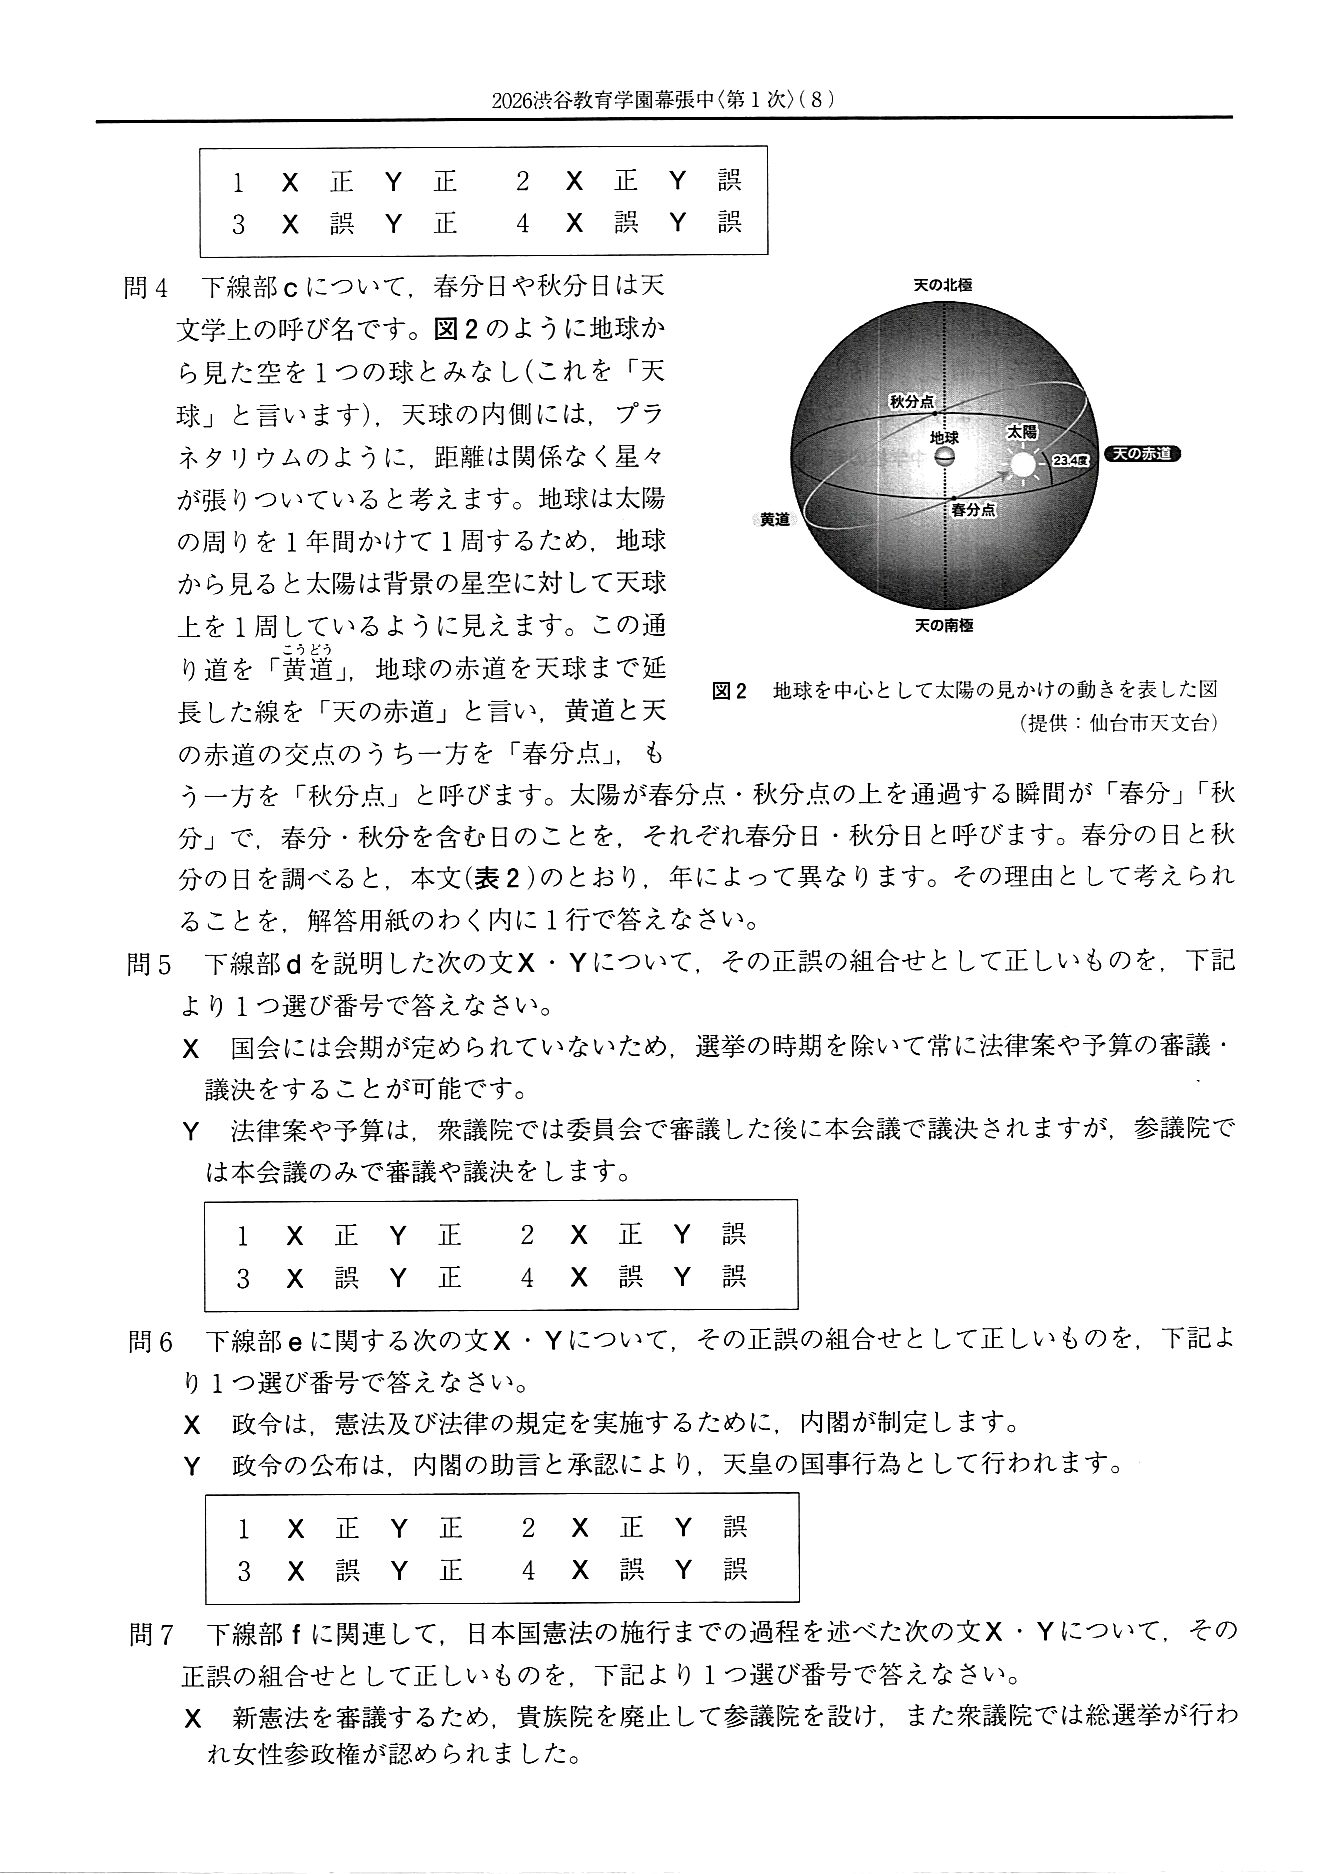 2026渋谷教育学園幕張中〈第1次〉(8)
1 X 正 Y 正 2 X 正 Y 誤
3 X 誤 Y 正 4 X 誤 Y 誤
問4 下線部cについて，春分日や秋分日は天
文学上の呼び名です。図2のように地球か
ら見た空を1つの球とみなし(これを「天
球」と言います)，天球の内側には，プラ
ネタリウムのように，距離は関係なく星々
が張りついていると考えます。地球は太陽
の周りを1年間かけて1周するため，地球
から見ると太陽は背景の星空に対して天球
上を1周しているように見えます。この通
こうどう
り道を「黄道」，地球の赤道を天球まで延
長した線を「天の赤道」と言い，黄道と天
の赤道の交点のうち一方を「春分点」，も
う一方を「秋分点」と呼びます。太陽が春分点・秋分点の上を通過する瞬間が「春分」「秋
分」で，春分・秋分を含む日のことを，それぞれ春分日・秋分日と呼びます。春分の日と秋
分の日を調べると，本文(表2)のとおり，年によって異なります。その理由として考えられ
ることを，解答用紙のわく内に1行で答えなさい。
天の北極
秋分点
地球
太陽
23.4度
天の赤道
春分点
黄道
天の南極
図2 地球を中心として太陽の見かけの動きを表した図
(提供：仙台市天文台)
問5 下線部dを説明した次の文X・Yについて，その正誤の組合せとして正しいものを，下記
より1つ選び番号で答えなさい。
X 国会には会期が定められていないため，選挙の時期を除いて常に法律案や予算の審議・
議決をすることが可能です。
Y 法律案や予算は，衆議院では委員会で審議した後に本会議で議決されますが，参議院で
は本会議のみで審議や議決をします。
1 X 正 Y 正 2 X 正 Y 誤
3 X 誤 Y 正 4 X 誤 Y 誤
問6 下線部eに関する次の文X・Yについて，その正誤の組合せとして正しいものを，下記よ
り1つ選び番号で答えなさい。
X 政令は，憲法及び法律の規定を実施するために，内閣が制定します。
Y 政令の公布は，内閣の助言と承認により，天皇の国事行為として行われます。
1 X 正 Y 正 2 X 正 Y 誤
3 X 誤 Y 正 4 X 誤 Y 誤
問7 下線部fに関連して，日本国憲法の施行までの過程を述べた次の文X・Yについて，その
正誤の組合せとして正しいものを，下記より1つ選び番号で答えなさい。
X 新憲法を審議するため，貴族院を廃止して参議院を設け，また衆議院では総選挙が行わ
れ女性参政権が認められました。